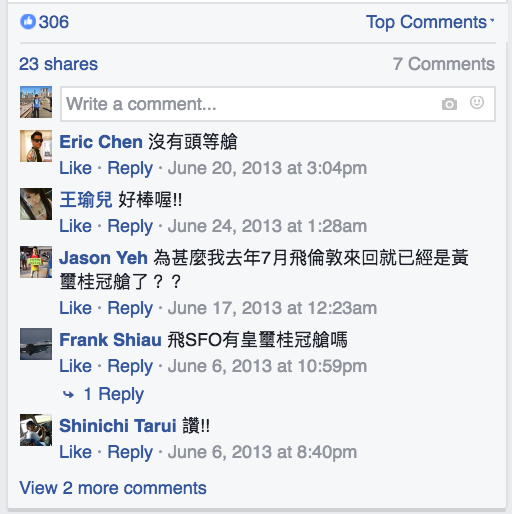 306 Top Comments
23 shares 7 Comments
Write a comment...
Eric Chen 沒有頭等艙
Like · Reply · June 20, 2013 at 3:04pm
王瑜兒 好棒喔!!
Like · Reply · June 24, 2013 at 1:28am
Jason Yeh 為甚麼我去年7月飛倫敦來回就已經是黃
璽桂冠艙了？？
Like · Reply · June 17, 2013 at 12:23am
Frank Shiau 飛SFO有皇璽桂冠艙嗎
Like · Reply · June 6, 2013 at 10:59pm
1 Reply
Shinichi Tarui 讚!!
Like · Reply · June 6, 2013 at 8:40pm
View 2 more comments